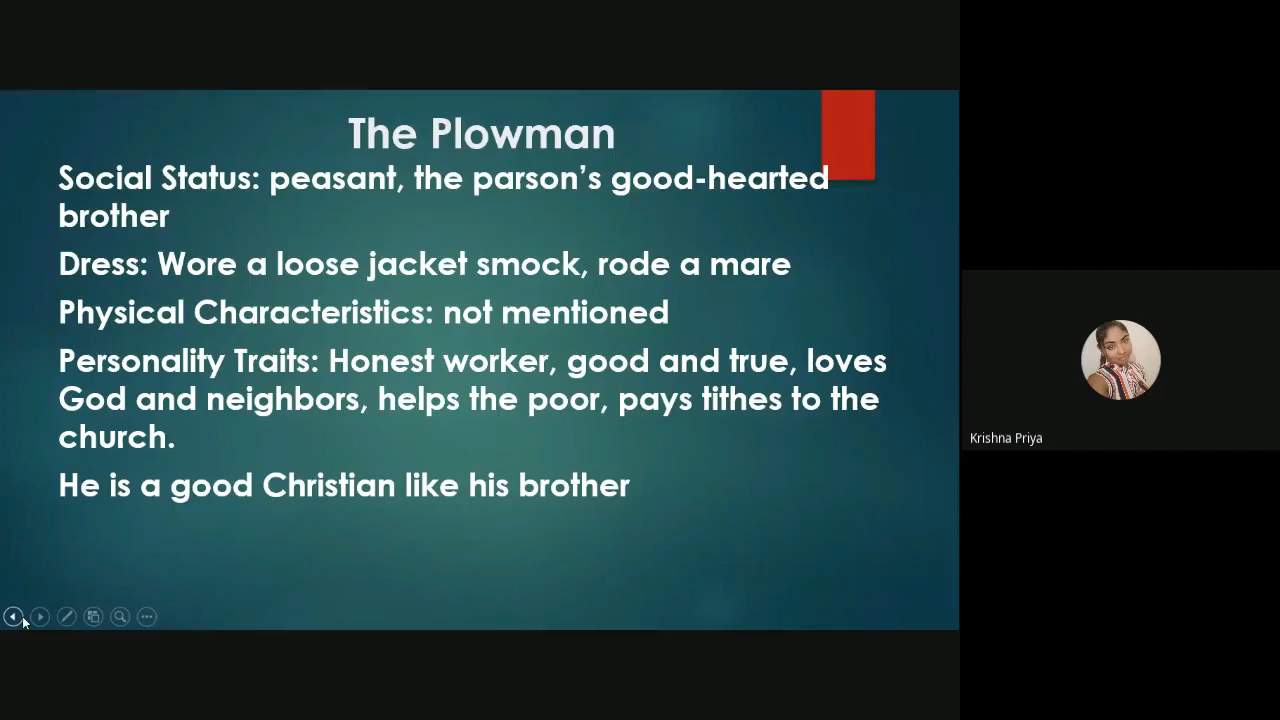 The Plowman
Social Status: peasant, the parson’s good-hearted
brother
Dress: Wore a loose jacket smock, rode a mare
Physical Characteristics: not mentioned
Personality Traits: Honest worker, good and true, loves
God and neighbors, helps the poor, pays tithes to the
church.
He is a good Christian like his brother
Krishna Priya